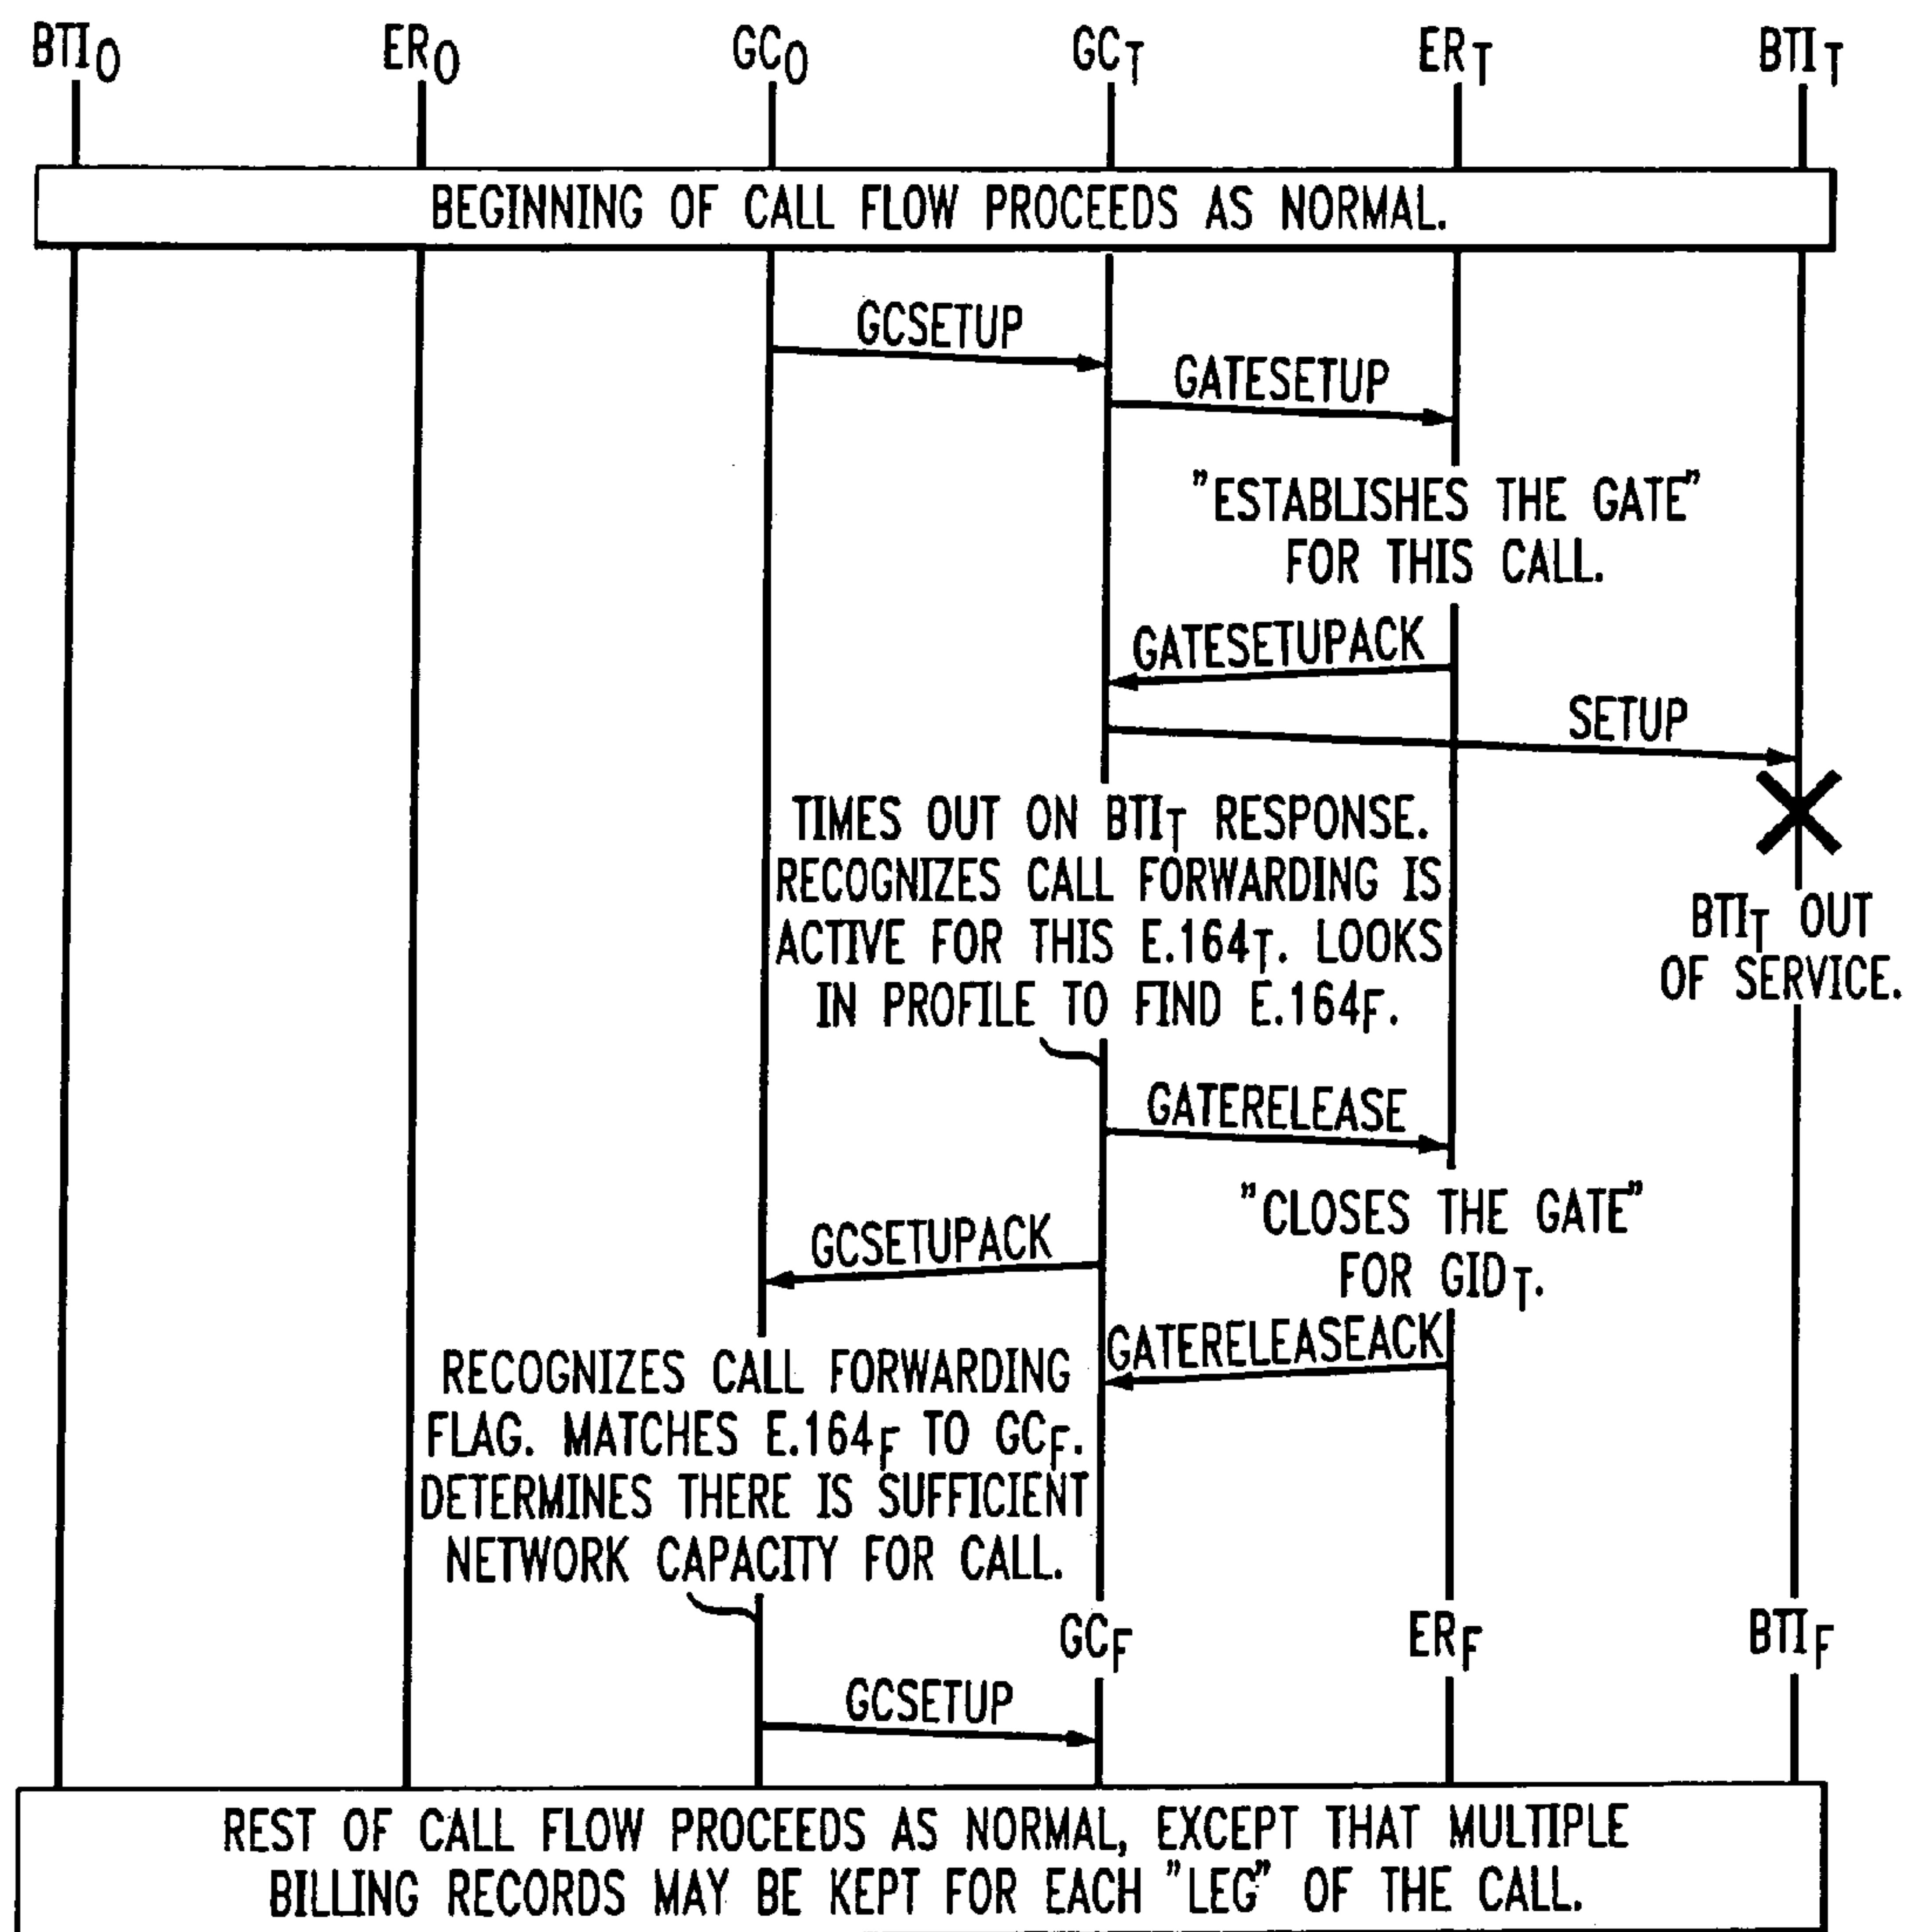 BTIO ERO GCO GCT ERT BTIT
BEGINNING OF CALL FLOW PROCEEDS AS NORMAL.
GCSETUP
GATESETUP
"ESTABLISHES THE GATE"
FOR THIS CALL.
GATESETUPACK
SETUP
TIMES OUT ON BTIT RESPONSE.
RECOGNIZES CALL FORWARDING IS
ACTIVE FOR THIS E.164T. LOOKS
IN PROFILE TO FIND E.164F.
BTIT OUT
OF SERVICE.
GATERELEASE
"CLOSES THE GATE"
FOR GIDT.
GCSETUPACK
GATERELEASEACK
RECOGNIZES CALL FORWARDING
FLAG. MATCHES E.164F TO GCF.
DETERMINES THERE IS SUFFICIENT
NETWORK CAPACITY FOR CALL.
GCF ERF BTIF
GCSETUP
REST OF CALL FLOW PROCEEDS AS NORMAL, EXCEPT THAT MULTIPLE
BILLING RECORDS MAY BE KEPT FOR EACH "LEG" OF THE CALL.